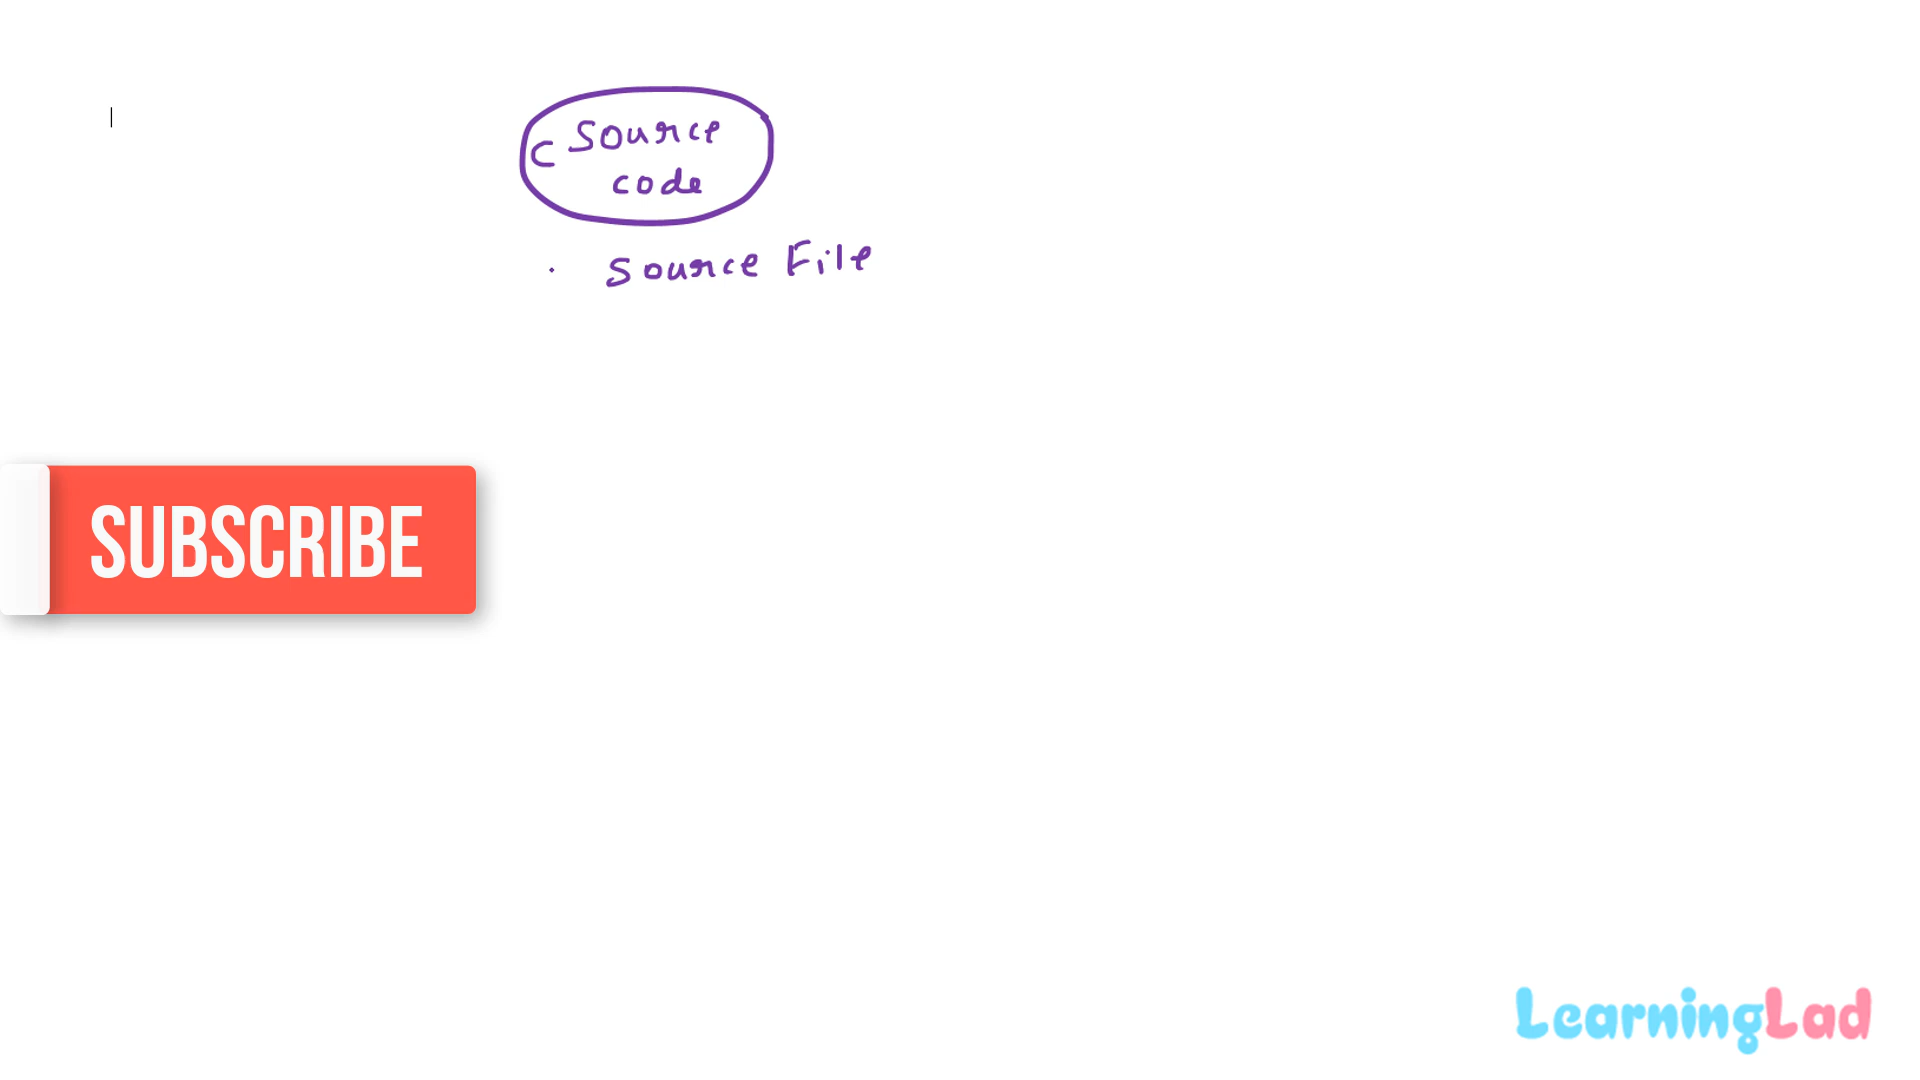 C Source
code
. Source File
SUBSCRIBE
LearningLad